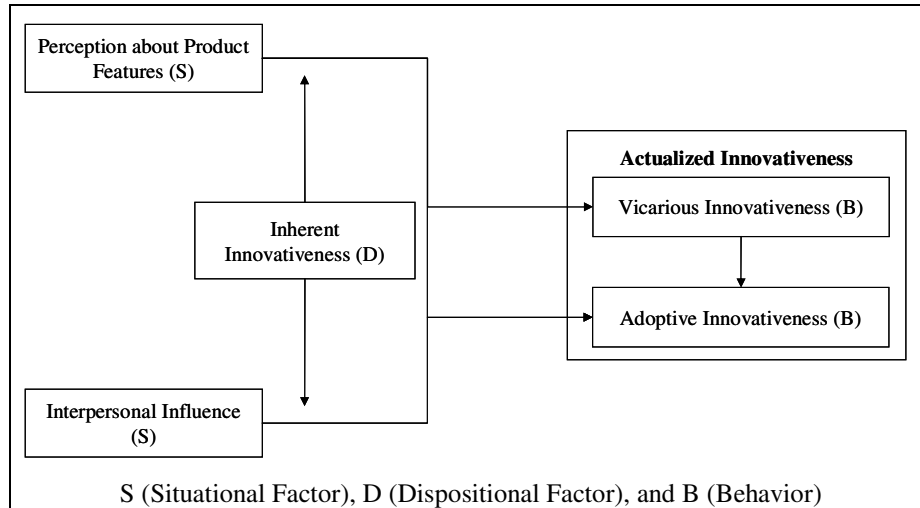 Perception about Product
Features (S)
Actualized Innovativeness
Vicarious Innovativeness (B)
Inherent
Innovativeness (D)
Adoptive Innovativeness (B)
Interpersonal Influence
(S)
S (Situational Factor), D (Dispositional Factor), and B (Behavior)